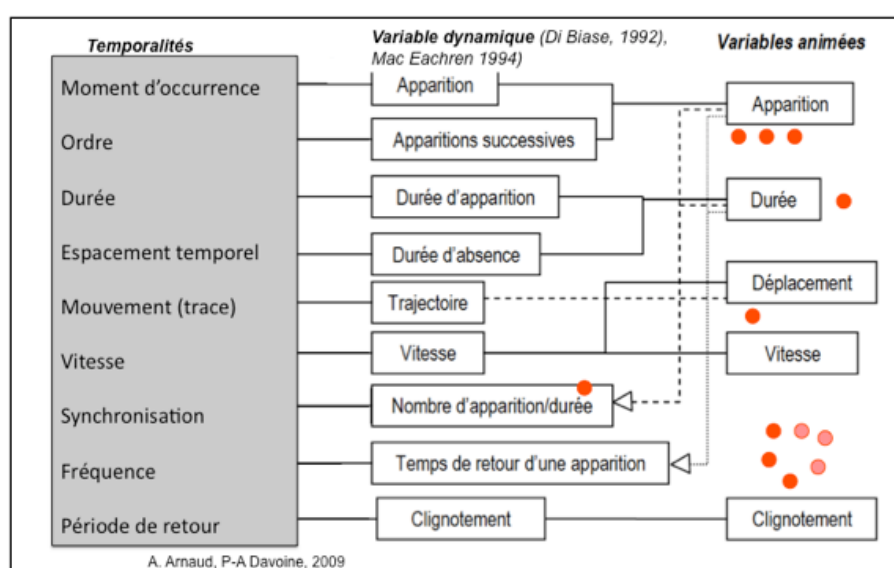 Temporalités
Variable dynamique (Di Biase, 1992),
Mac Eachren 1994)
Variables animées
Moment d'occurrence
Apparition
Apparition
Ordre
Apparitions successives
Durée
Durée d'apparition
Durée
Espacement temporel
Durée d'absence
Mouvement (trace)
Trajectoire
Déplacement
Vitesse
Vitesse
Vitesse
Synchronisation
Nombre d'apparition/durée
Fréquence
Temps de retour d'une apparition
Période de retour
Clignotement
Clignotement
A. Arnaud, P-A Davoine, 2009